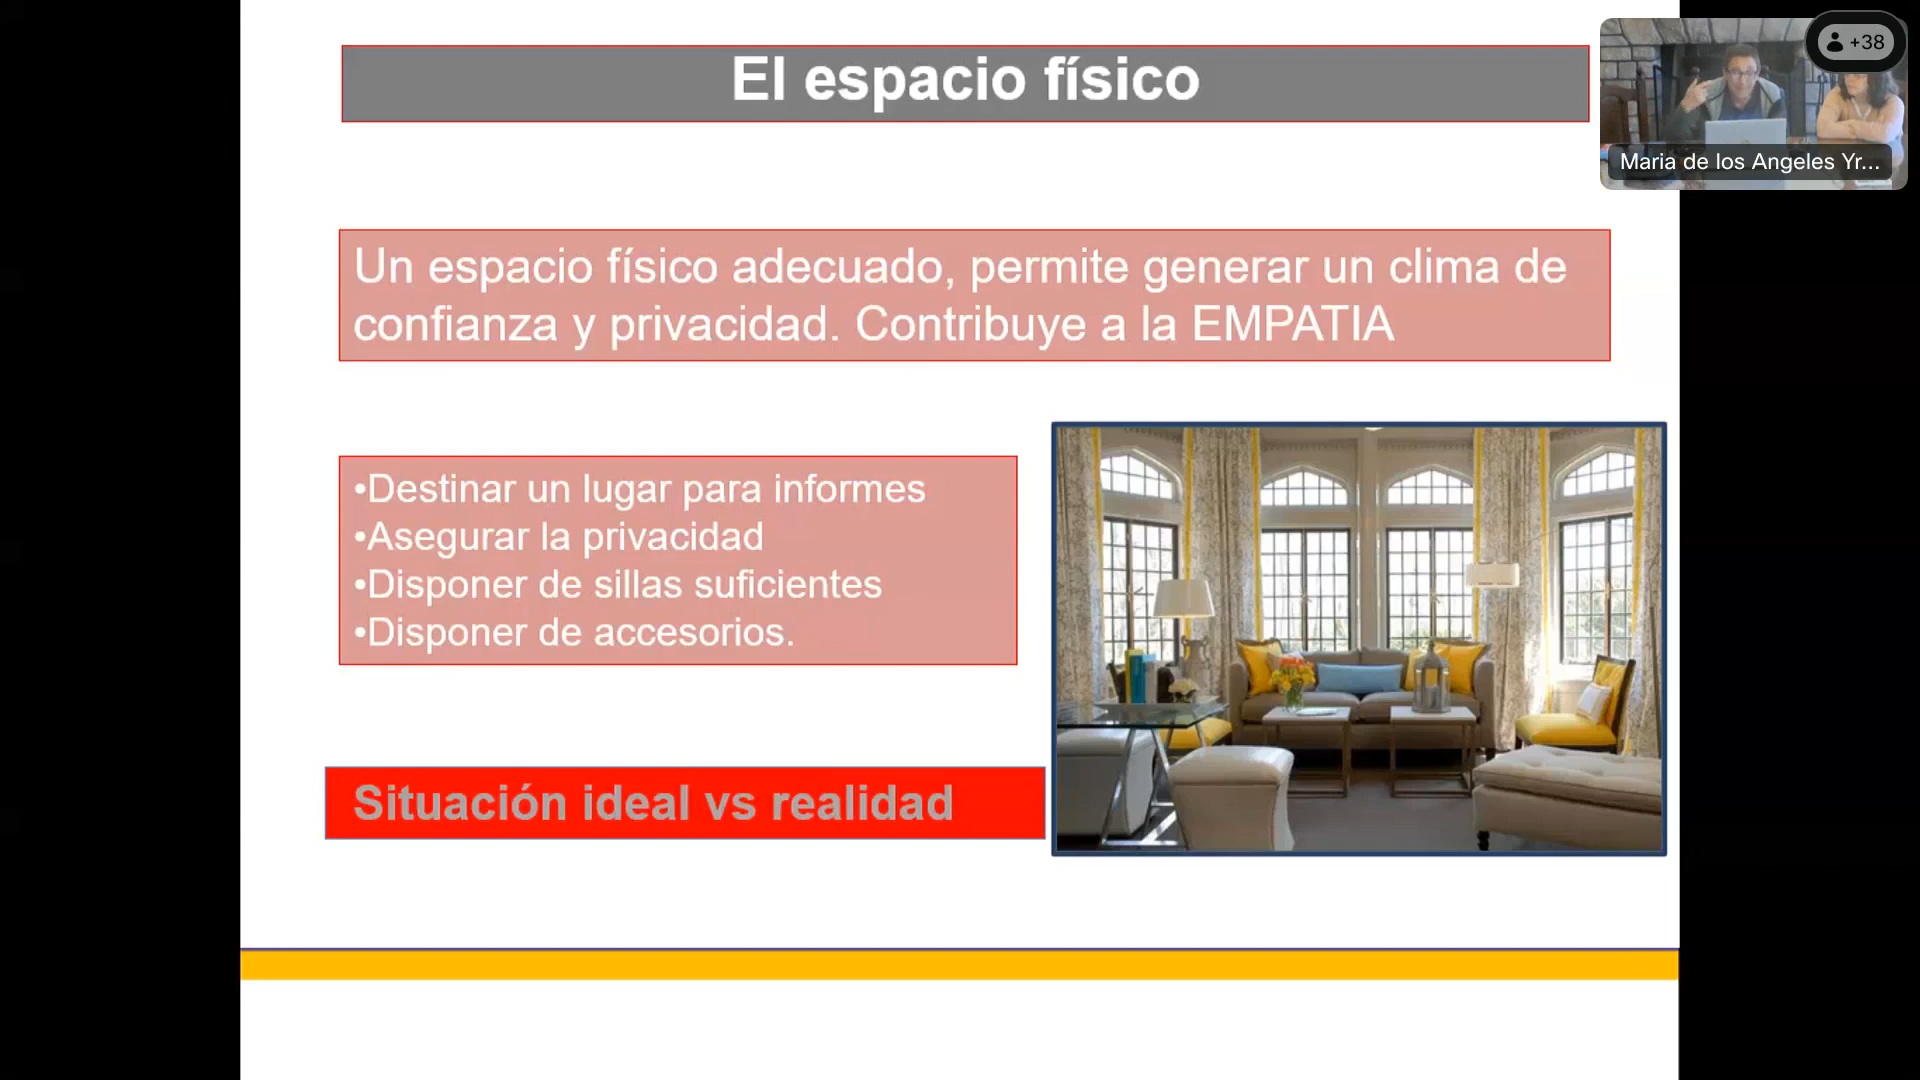 El espacio físico
+38
Maria de los Angeles Yr...
Un espacio físico adecuado, permite generar un clima de
confianza y privacidad. Contribuye a la EMPATIA
•Destinar un lugar para informes
•Asegurar la privacidad
•Disponer de sillas suficientes
•Disponer de accesorios.
Situación ideal vs realidad